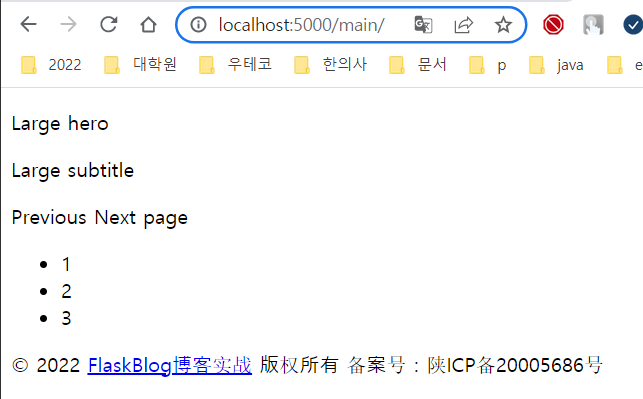 localhost:5000/main/
2022 대학원 우테코 한의사 문서 p java e
Large hero
Large subtitle
Previous Next page
1
2
3
© 2022 FlaskBlog博客实战 版权所有 备案号：陕ICP备20005686号